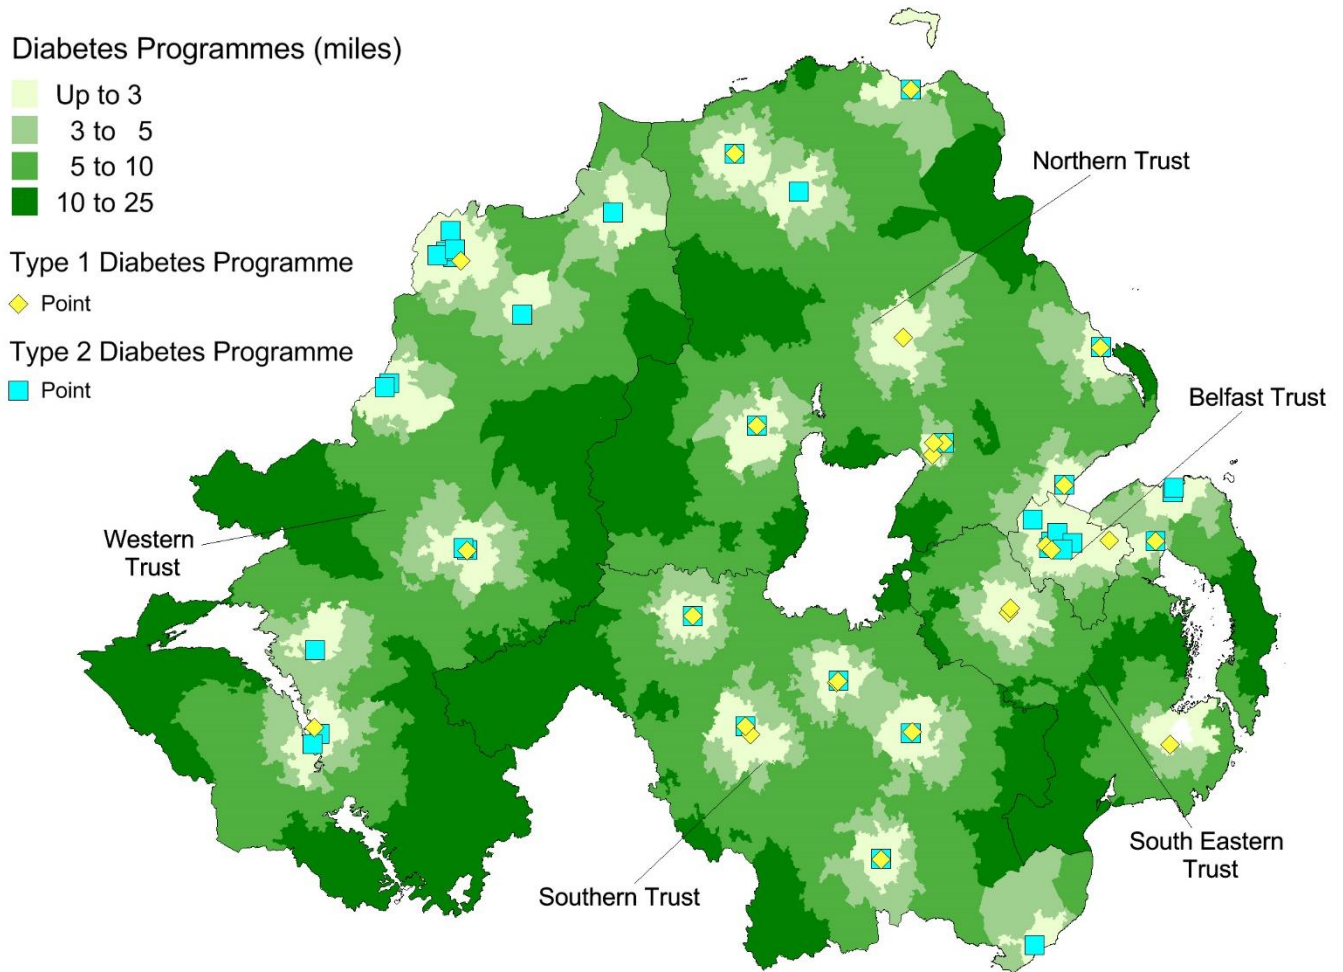 Diabetes Programmes (miles)
Up to 3
3 to 5
5 to 10
10 to 25
Type 1 Diabetes Programme
Point
Type 2 Diabetes Programme
Point
Northern Trust
Belfast Trust
Western
Trust
South Eastern
Trust
Southern Trust